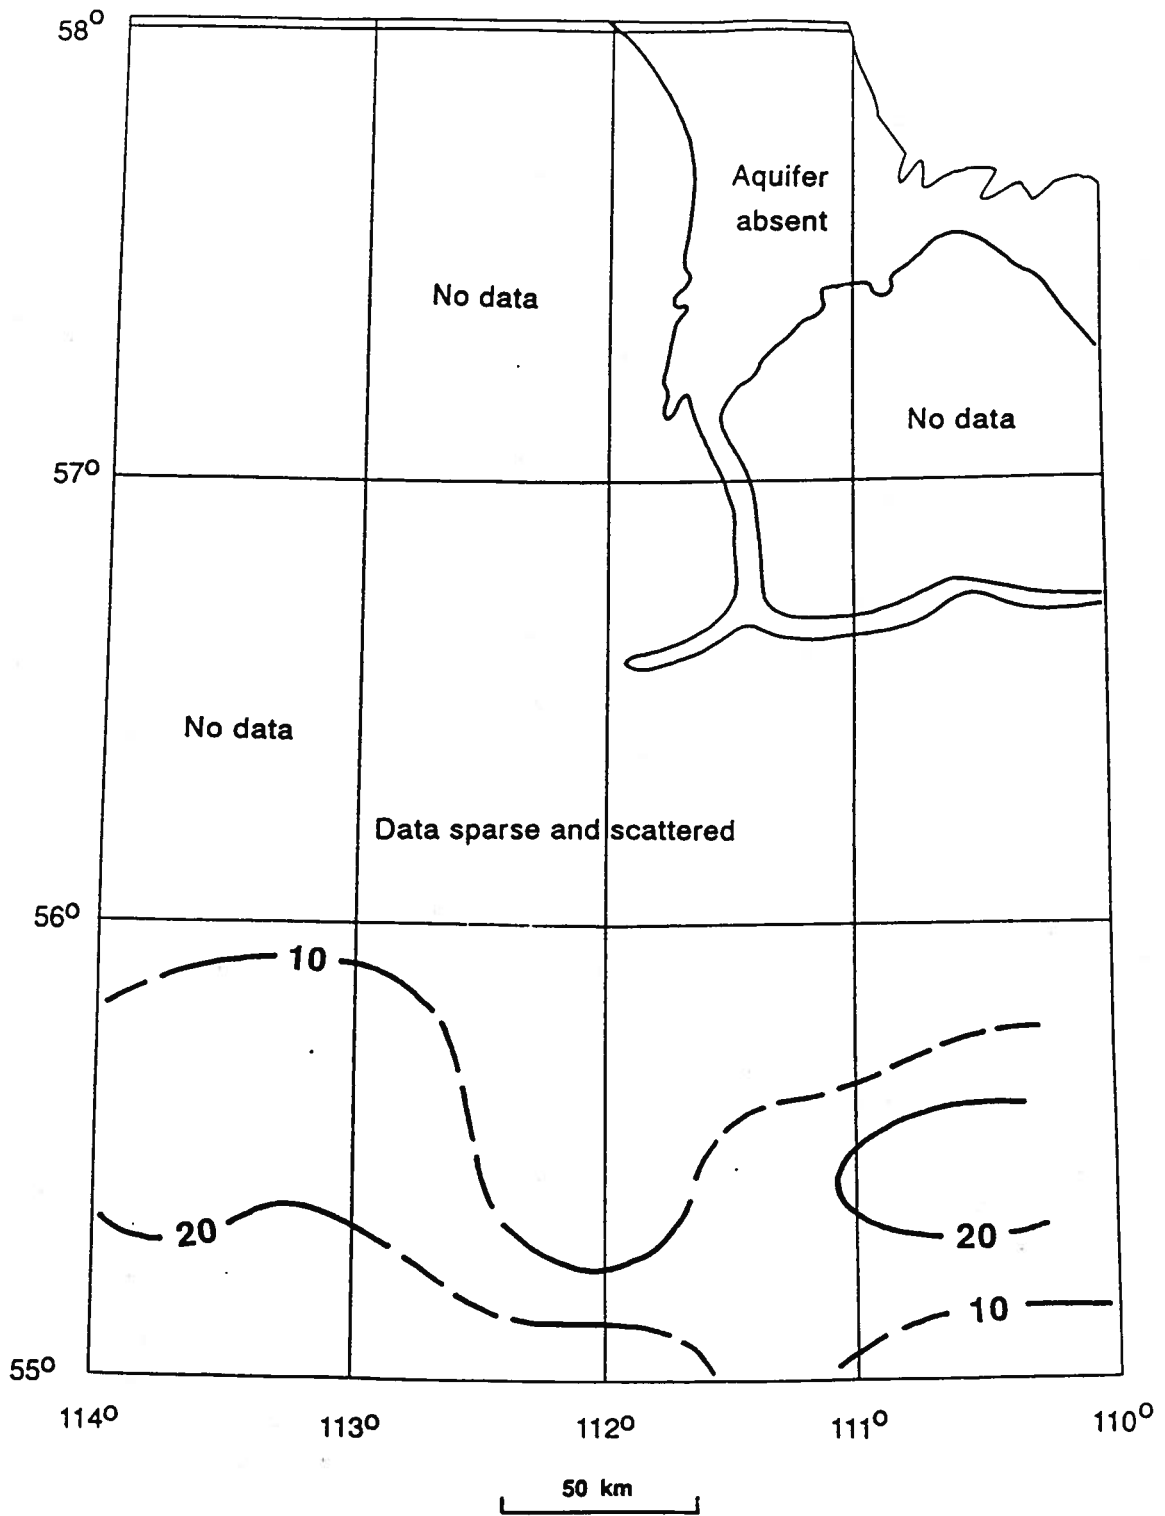 58°
Aquifer
absent
No data
No data
57°
No data
Data sparse and scattered
56°
10
20
20
10
55°
114°
113°
112°
111°
110°
50 km